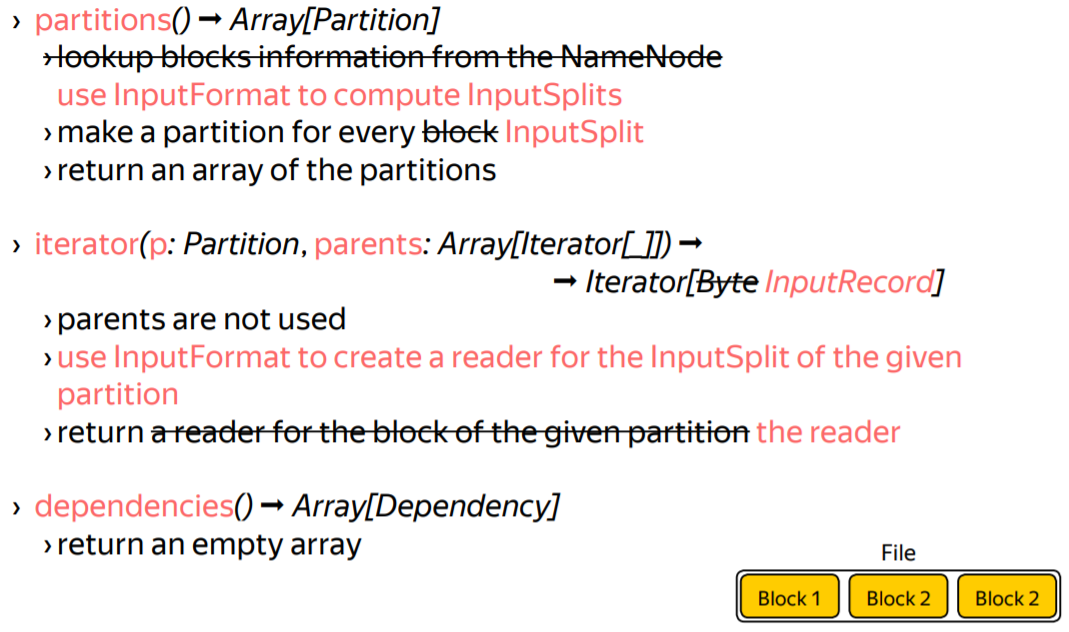 › partitions() ➞ Array[Partition]
› lookup blocks information from the NameNode
use InputFormat to compute InputSplits
› make a partition for every block InputSplit
› return an array of the partitions
› iterator(p: Partition, parents: Array[Iterator[_]]) ➞
➞ Iterator[Byte InputRecord]
› parents are not used
› use InputFormat to create a reader for the InputSplit of the given
partition
› return a reader for the block of the given partition the reader
› dependencies() ➞ Array[Dependency]
› return an empty array
File
Block 1 Block 2 Block 2